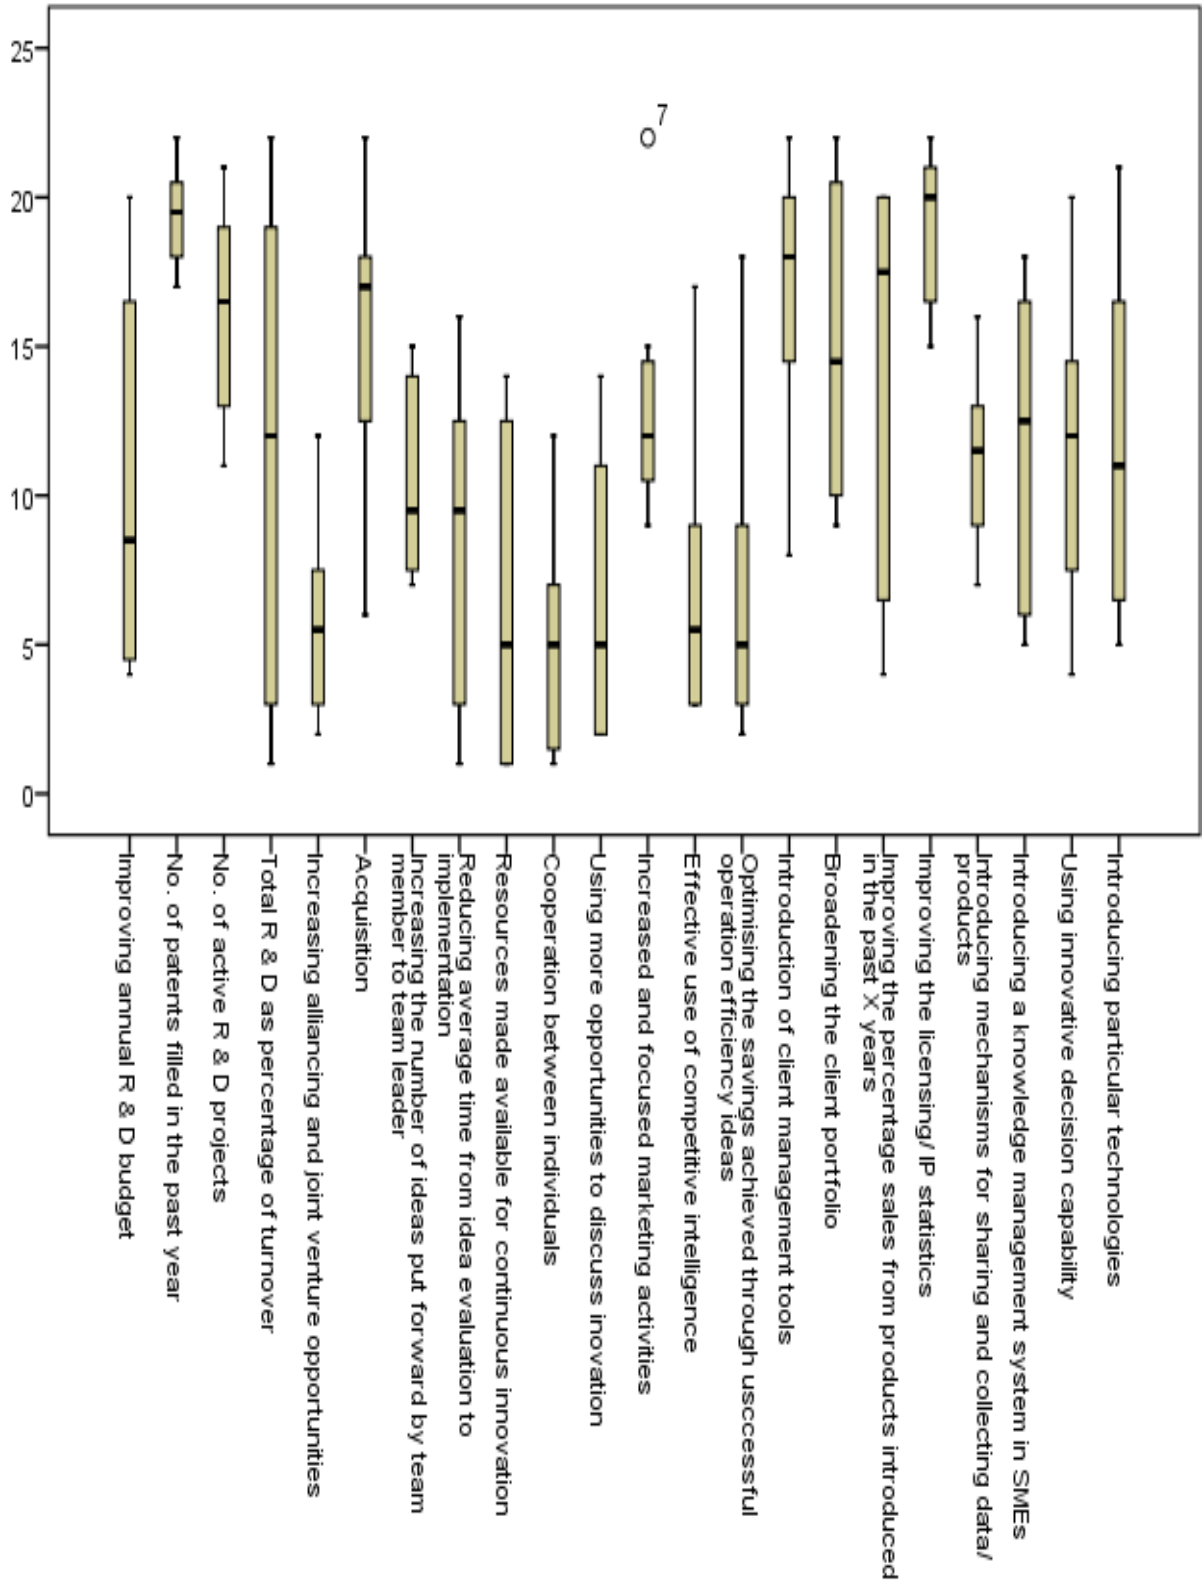 25
20
15
10
5
0
7
O
Improving annual R & D budget
No. of patents filled in the past year
No. of active R & D projects
Total R & D as percentage of turnover
Increasing alliancing and joint venture opportunities
Acquisition
Increasing the number of ideas put forward by team
member to team leader
Reducing average time from idea evaluation to
implementation
Resources made available for continuous innovation
Cooperation between individuals
Using more opportunities to discuss inovation
Increased and focused marketing activities
Effective use of competitive intelligence
Optimising the savings achieved through usccessful
operation efficiency ideas
Introduction of client management tools
Broadening the client portfolio
Improving the percentage sales from products introduced
in the past X years
Improving the licensing/ IP statistics
Introducing mechanisms for sharing and collecting data/
products
Introducing a knowledge management system in SMEs
Using innovative decision capability
Introducing particular technologies